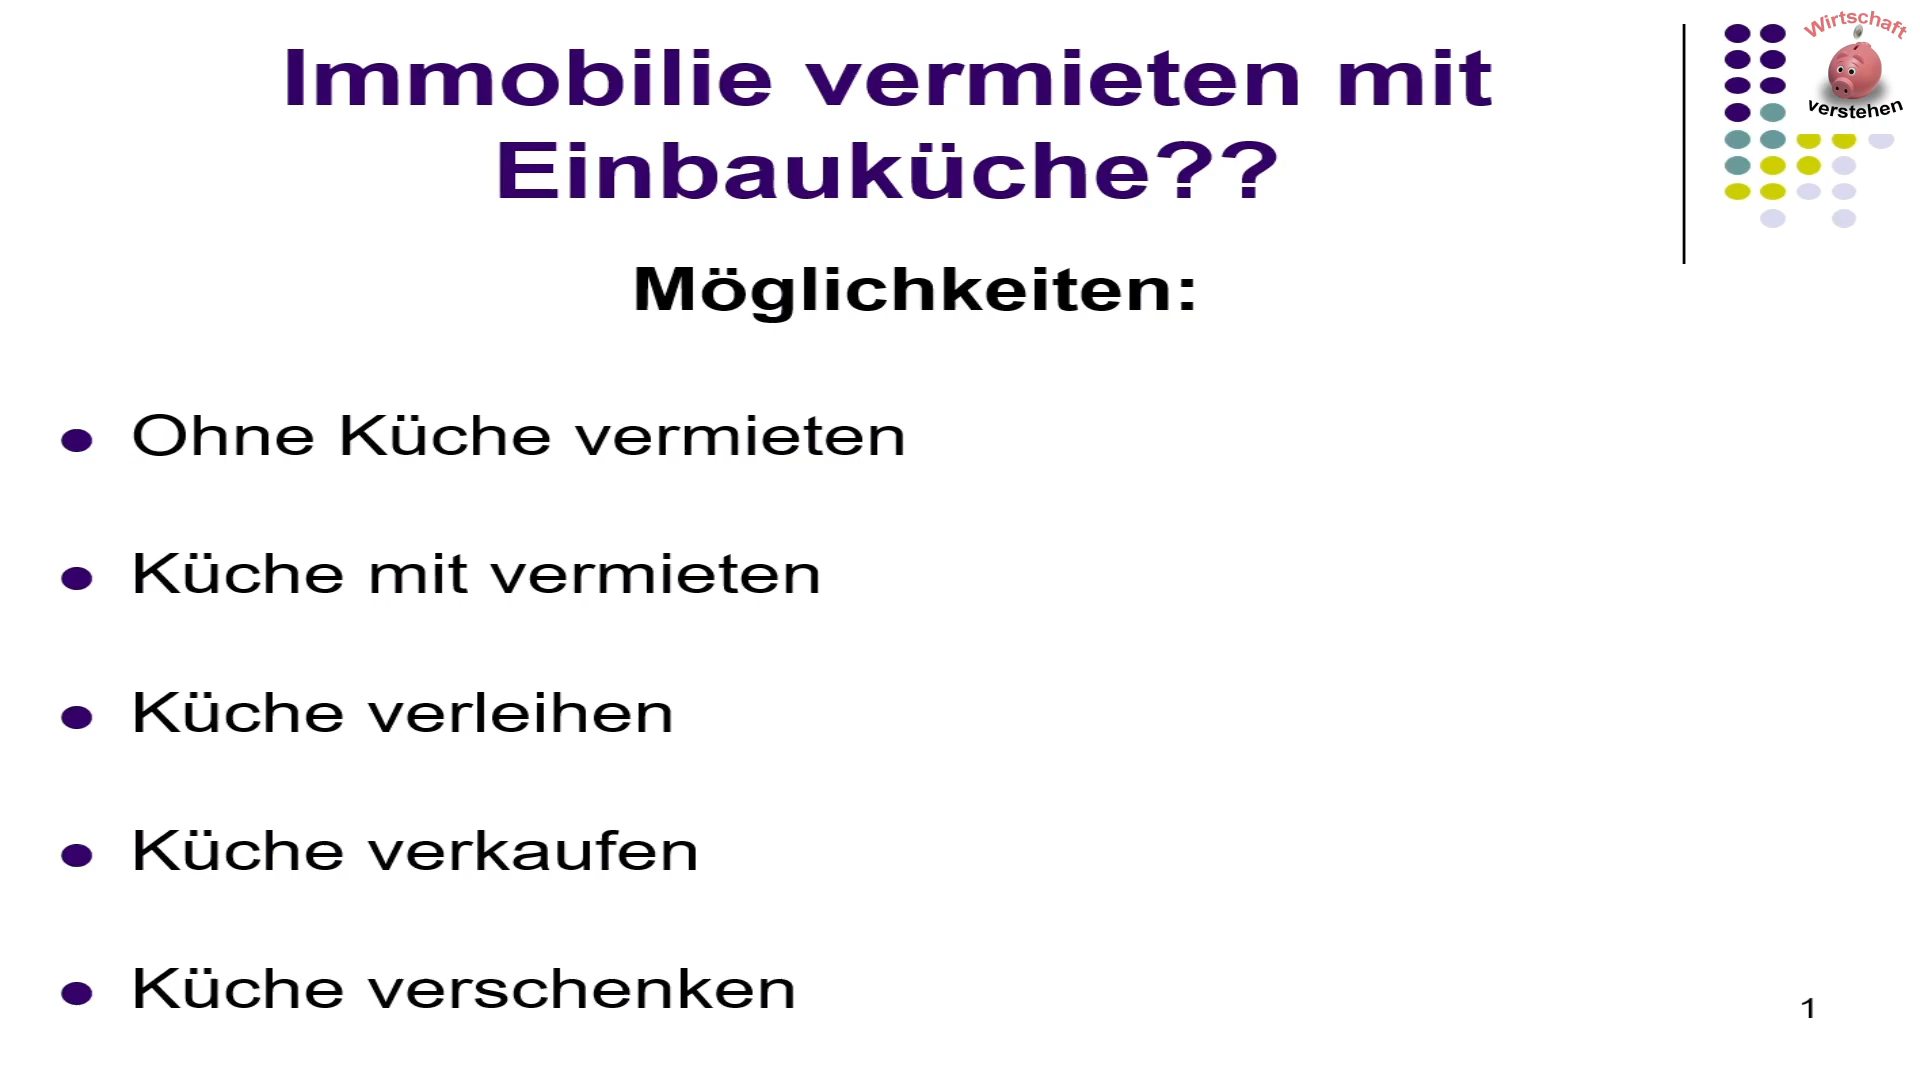 Wirtschaft
verstehen
Immobilie vermieten mit
Einbauküche??
Möglichkeiten:
Ohne Küche vermieten
Küche mit vermieten
Küche verleihen
Küche verkaufen
Küche verschenken
1